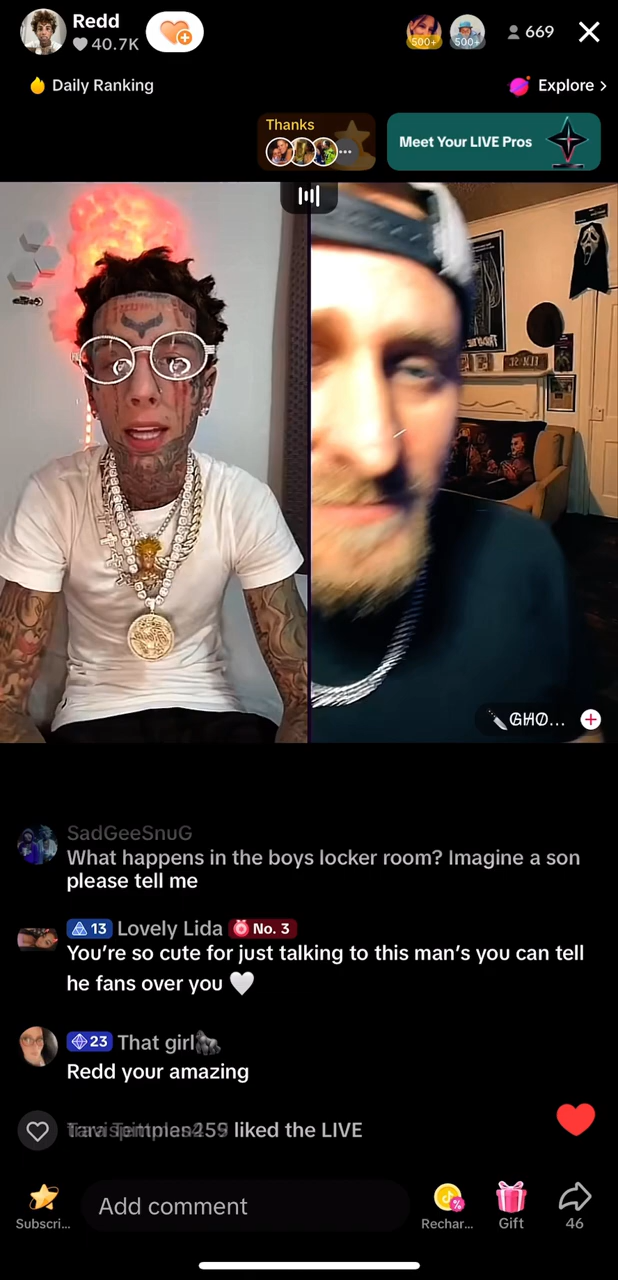 Redd
40.7K
500+
500+
669
Daily Ranking
Explore >
Thanks
Meet Your LIVE Pros
GHO...
SadGeeSnuG
What happens in the boys locker room? Imagine a son
please tell me
13 Lovely Lida No. 3
You’re so cute for just talking to this man’s you can tell
he fans over you 🤍
23 That girl🦍
Redd your amazing
liked the LIVE
Subscri...
Add comment
Rechar...
Gift
46